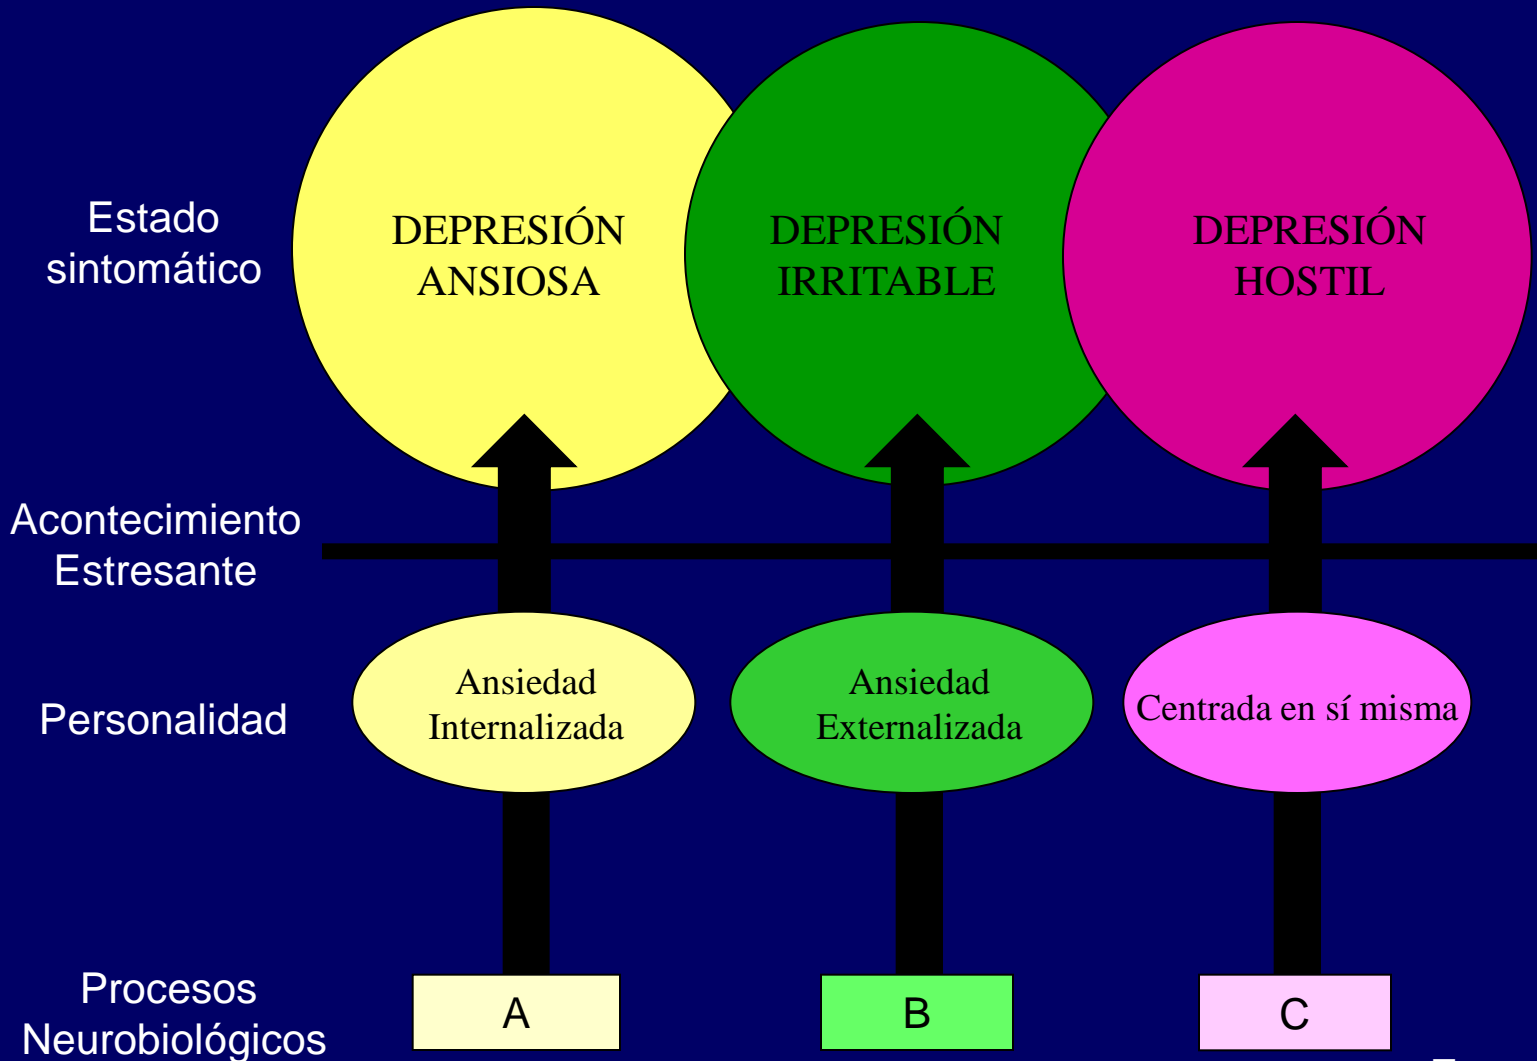 Estado
sintomático
DEPRESIÓN
ANSIOSA
DEPRESIÓN
IRRITABLE
DEPRESIÓN
HOSTIL
Acontecimiento
Estresante
Personalidad
Ansiedad
Internalizada
Ansiedad
Externalizada
Centrada en sí misma
Procesos
Neurobiológicos
A
B
C